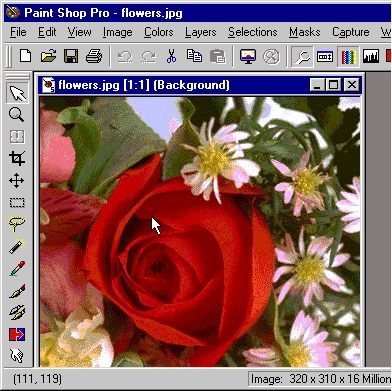 Paint Shop Pro - flowers.jpg
File Edit View Image Colors Layers Selections Masks Capture W
flowers.jpg [1:1] (Background)
(111, 119) Image: 320 x 310 x 16 Million